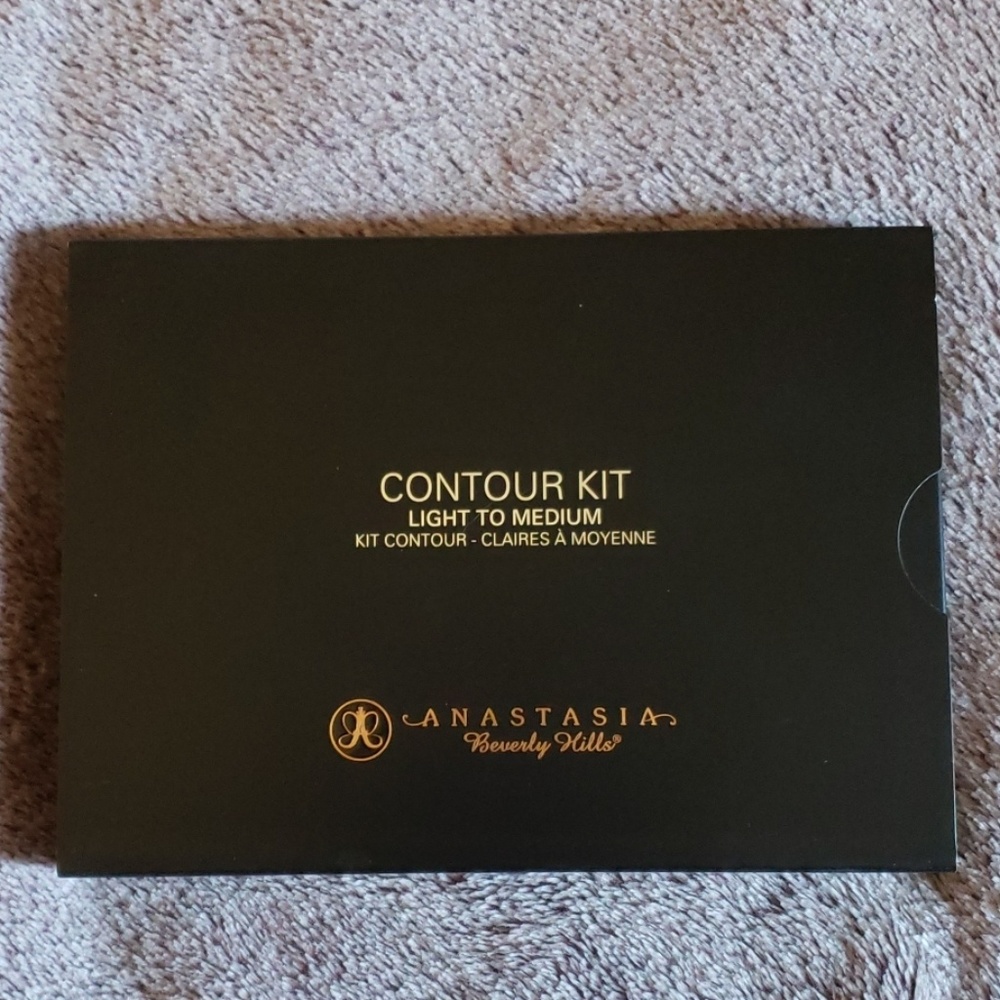 CONTOUR KIT
LIGHT TO MEDIUM
KIT CONTOUR - CLAIRES À MOYENNE
ANASTASIA
Beverly Hills®